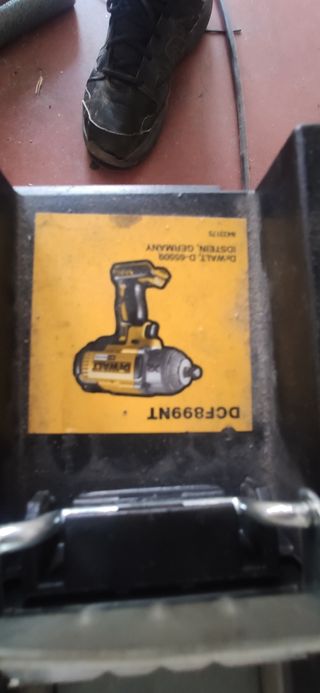 DCF899NT
DEWALT
DeWALT, D-65509
IDSTEIN, GERMANY